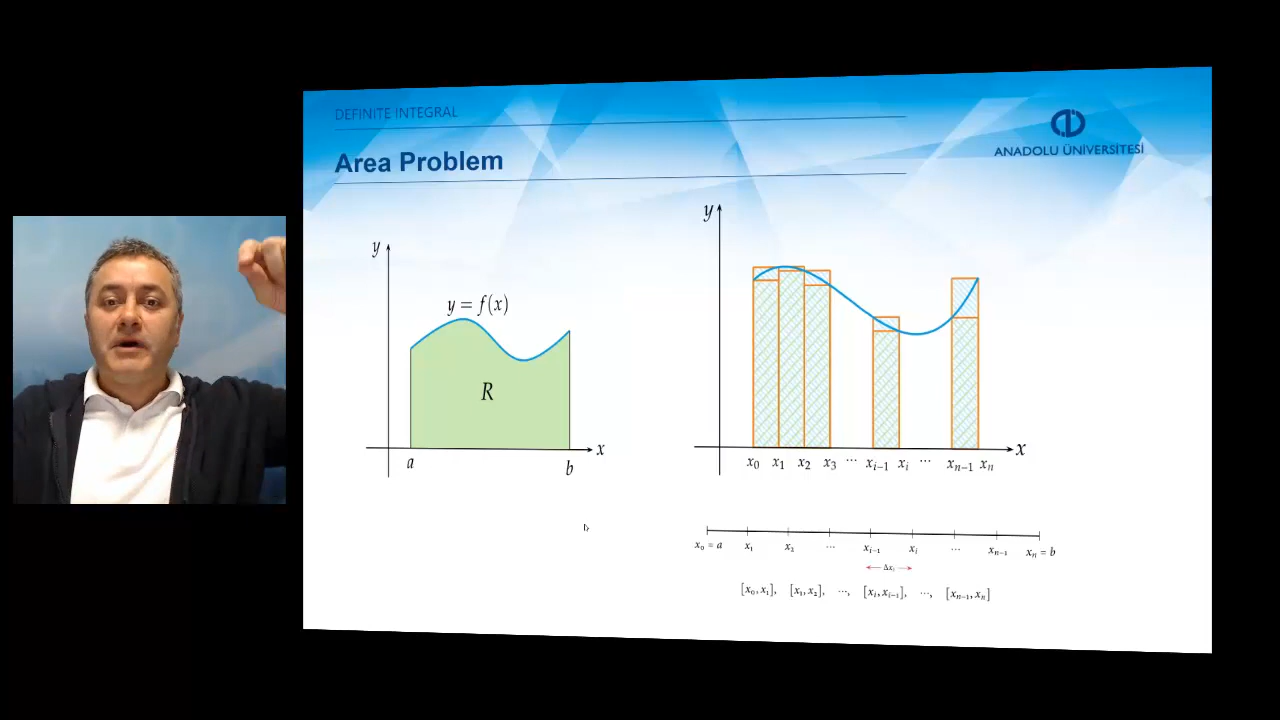 DEFINITE INTEGRAL
Area Problem
ANADOLU ÜNİVERSİTESİ
y
y = f(x)
R
a
b
x
y
x
x₀ x₁ x₂ x₃ ⋯ xᵢ₋₁ xᵢ ⋯ xₙ₋₁ xₙ
x₀ = a x₁ x₂ ⋯ xᵢ₋₁ xᵢ ⋯ xₙ₋₁ xₙ = b
Δxᵢ
[x₀, x₁], [x₁, x₂], ⋯, [xᵢ, xᵢ₋₁], ⋯, [xₙ₋₁, xₙ]